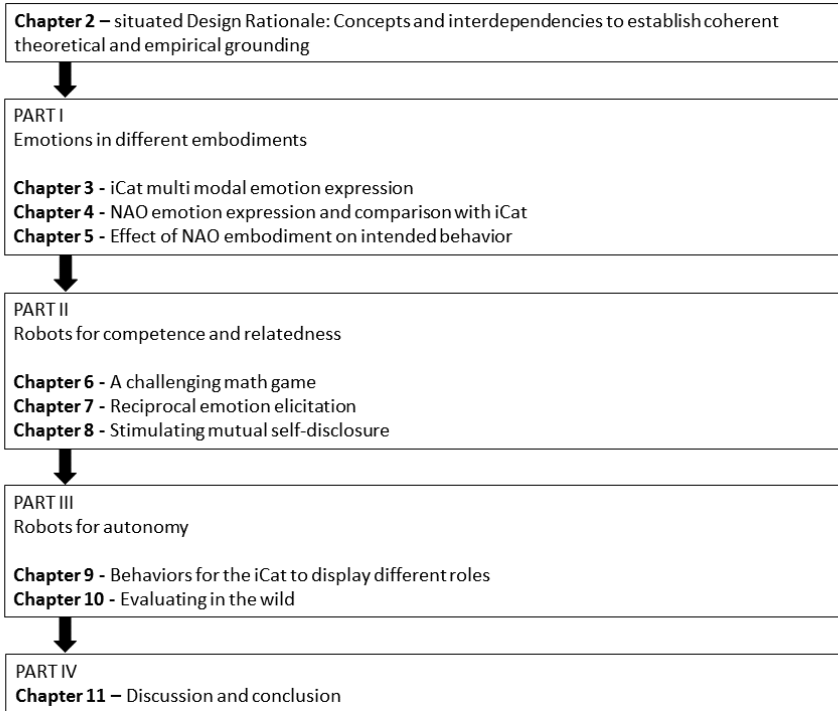 Chapter 2 – situated Design Rationale: Concepts and interdependencies to establish coherent
theoretical and empirical grounding
PART I
Emotions in different embodiments
Chapter 3 - iCat multi modal emotion expression
Chapter 4 - NAO emotion expression and comparison with iCat
Chapter 5 - Effect of NAO embodiment on intended behavior
PART II
Robots for competence and relatedness
Chapter 6 - A challenging math game
Chapter 7 - Reciprocal emotion elicitation
Chapter 8 - Stimulating mutual self-disclosure
PART III
Robots for autonomy
Chapter 9 - Behaviors for the iCat to display different roles
Chapter 10 - Evaluating in the wild
PART IV
Chapter 11 – Discussion and conclusion